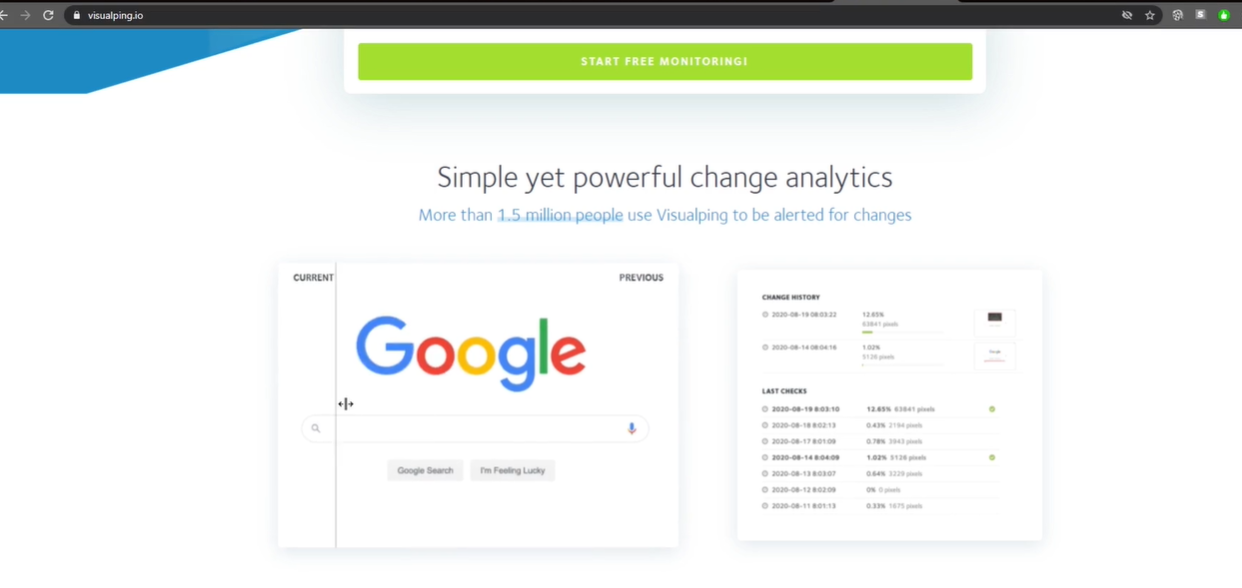 visualping.io
START FREE MONITORING!
Simple yet powerful change analytics
More than 1.5 million people use Visualping to be alerted for changes
CURRENT
PREVIOUS
Google
Google Search
I'm Feeling Lucky
CHANGE HISTORY
2020-08-19 08:03:22 12.65%
63841 pixels
2020-08-14 08:04:16 1.02%
5126 pixels
LAST CHECKS
2020-08-19 8:03:10 12.65% 63841 pixels
2020-08-18 8:02:13 0.43% 2194 pixels
2020-08-17 8:01:09 0.78% 3943 pixels
2020-08-14 8:04:09 1.02% 5126 pixels
2020-08-13 8:03:07 0.64% 3229 pixels
2020-08-12 8:02:09 0% 0 pixels
2020-08-11 8:01:13 0.33% 1675 pixels